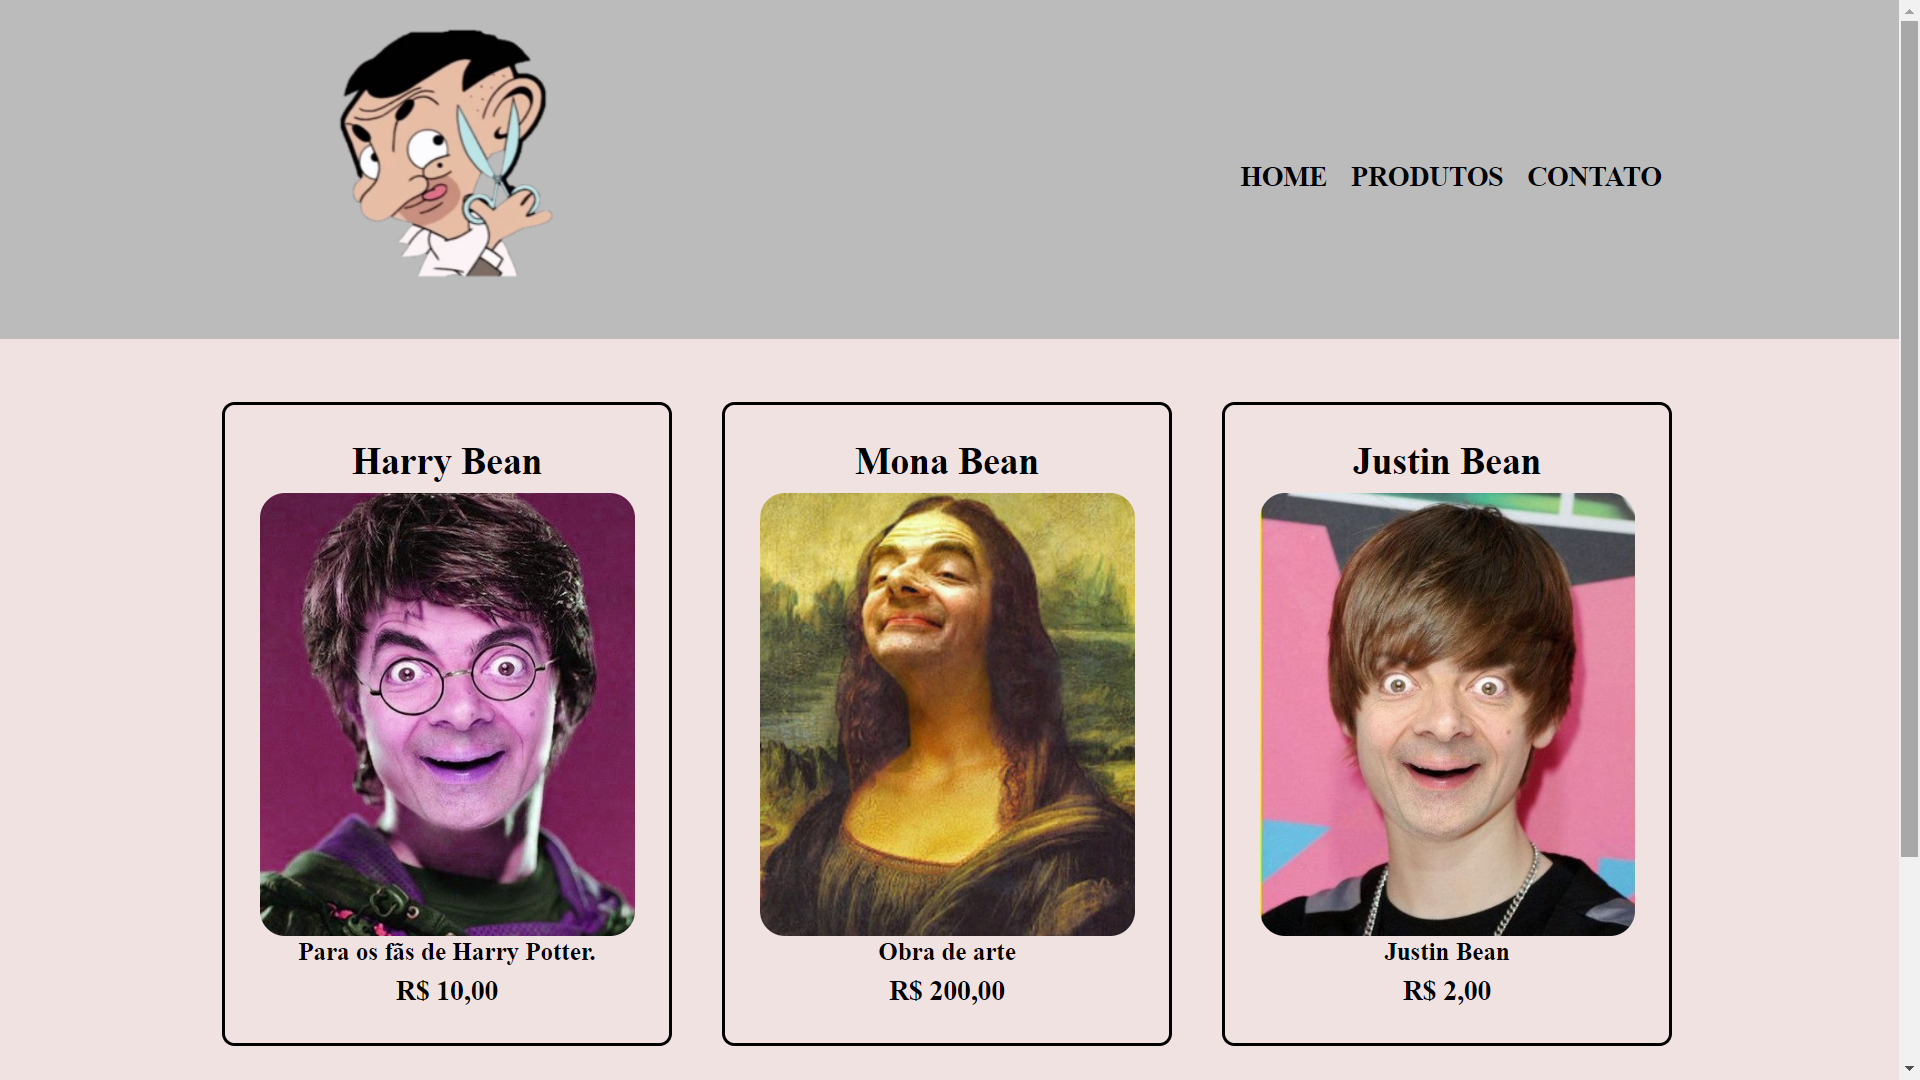 HOME PRODUTOS CONTATO
Harry Bean
Para os fãs de Harry Potter.
R$ 10,00
Mona Bean
Obra de arte
R$ 200,00
Justin Bean
Justin Bean
R$ 2,00